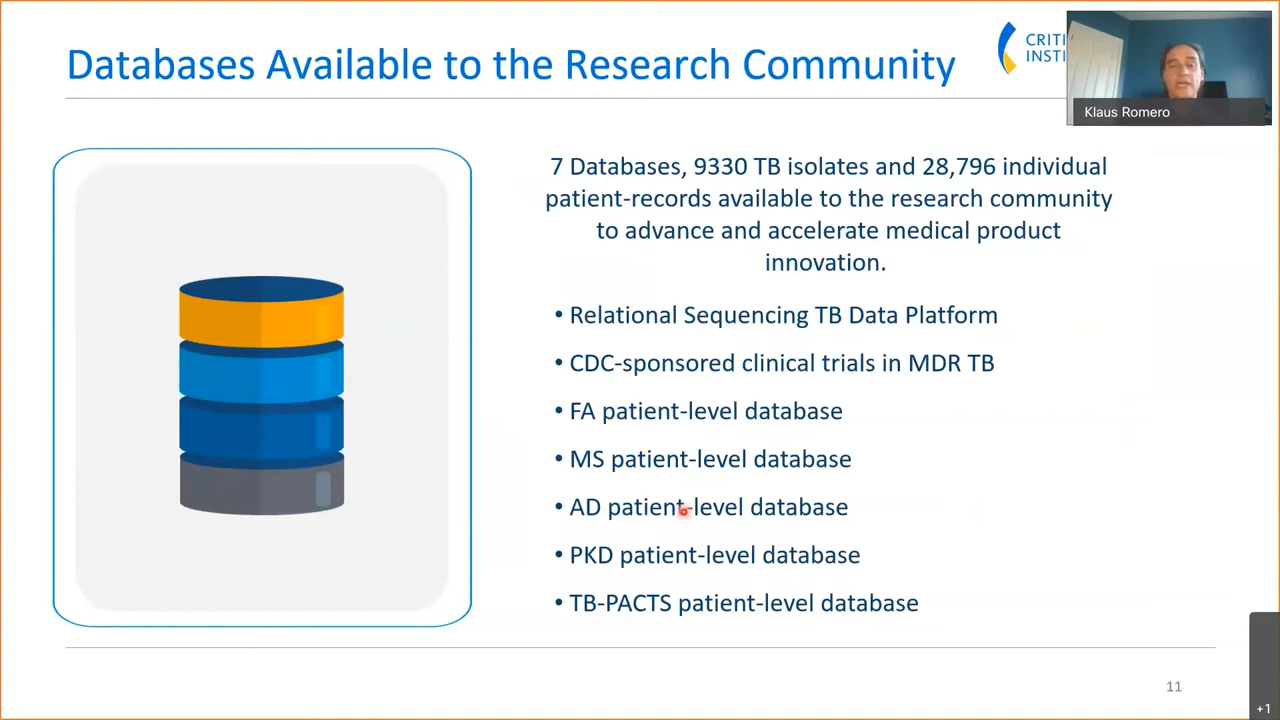 Databases Available to the Research Community
CRITI
INSTI
Klaus Romero
7 Databases, 9330 TB isolates and 28,796 individual
patient-records available to the research community
to advance and accelerate medical product
innovation.
• Relational Sequencing TB Data Platform
• CDC-sponsored clinical trials in MDR TB
• FA patient-level database
• MS patient-level database
• AD patient-level database
• PKD patient-level database
• TB-PACTS patient-level database
11
+1